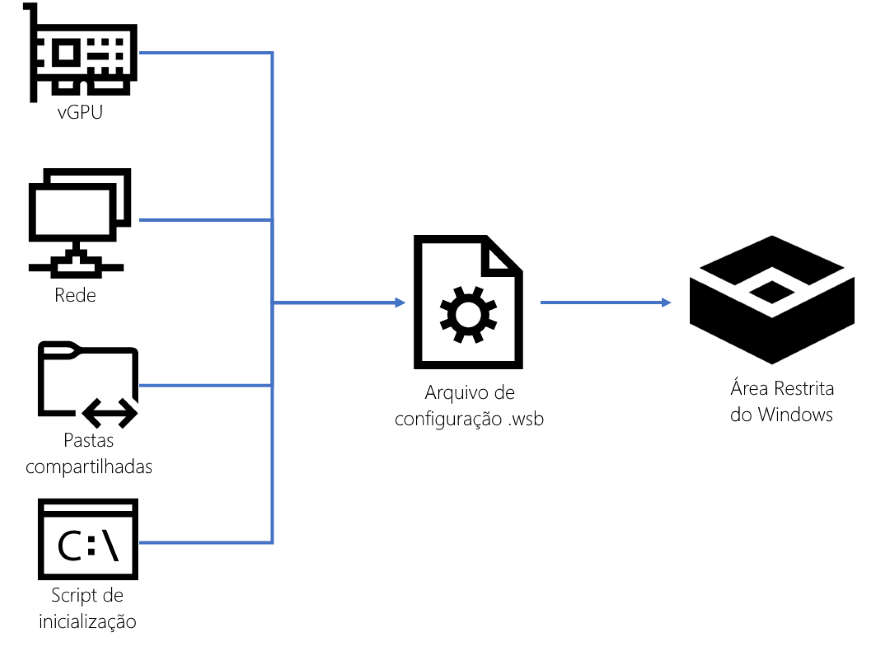 vGPU
Rede
Pastas
compartilhadas
C:\
Script de
inicialização
Arquivo de
configuração .wsb
Área Restrita
do Windows